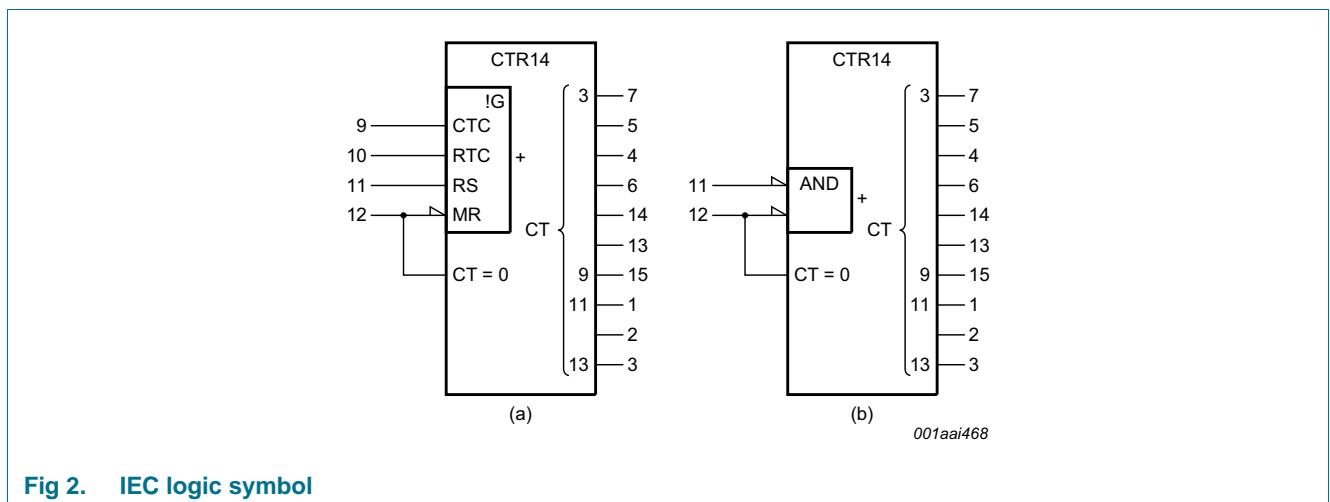 CTR14 CTR14
!G
3 7 3 7
9 CTC 5 5
10 RTC + 4 4
11 RS 6 11 AND 6
12 MR 14 12 + 14
CT CT
13 13
CT = 0 9 15 CT = 0 9 15
11 1 11 1
2 2
13 3 13 3
(a) (b)
001aai468
Fig 2. IEC logic symbol